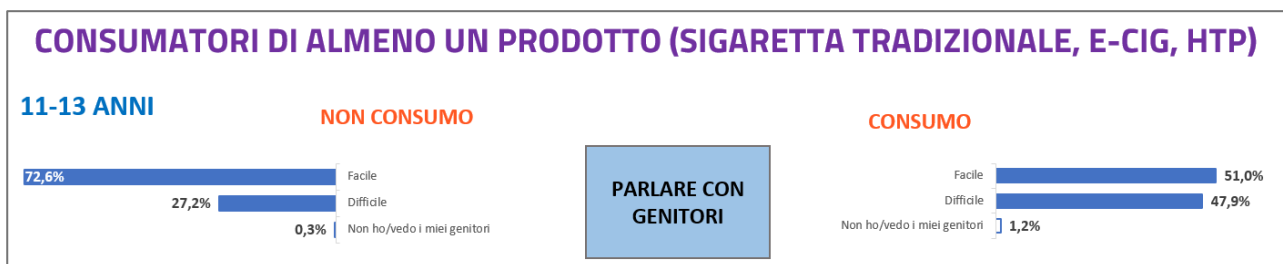 CONSUMATORI DI ALMENO UN PRODOTTO (SIGARETTA TRADIZIONALE, E-CIG, HTP)
11-13 ANNI
NON CONSUMO
CONSUMO
72,6% Facile
27,2% Difficile
0,3% Non ho/vedo i miei genitori
PARLARE CON
GENITORI
Facile 51,0%
Difficile 47,9%
Non ho/vedo i miei genitori 1,2%